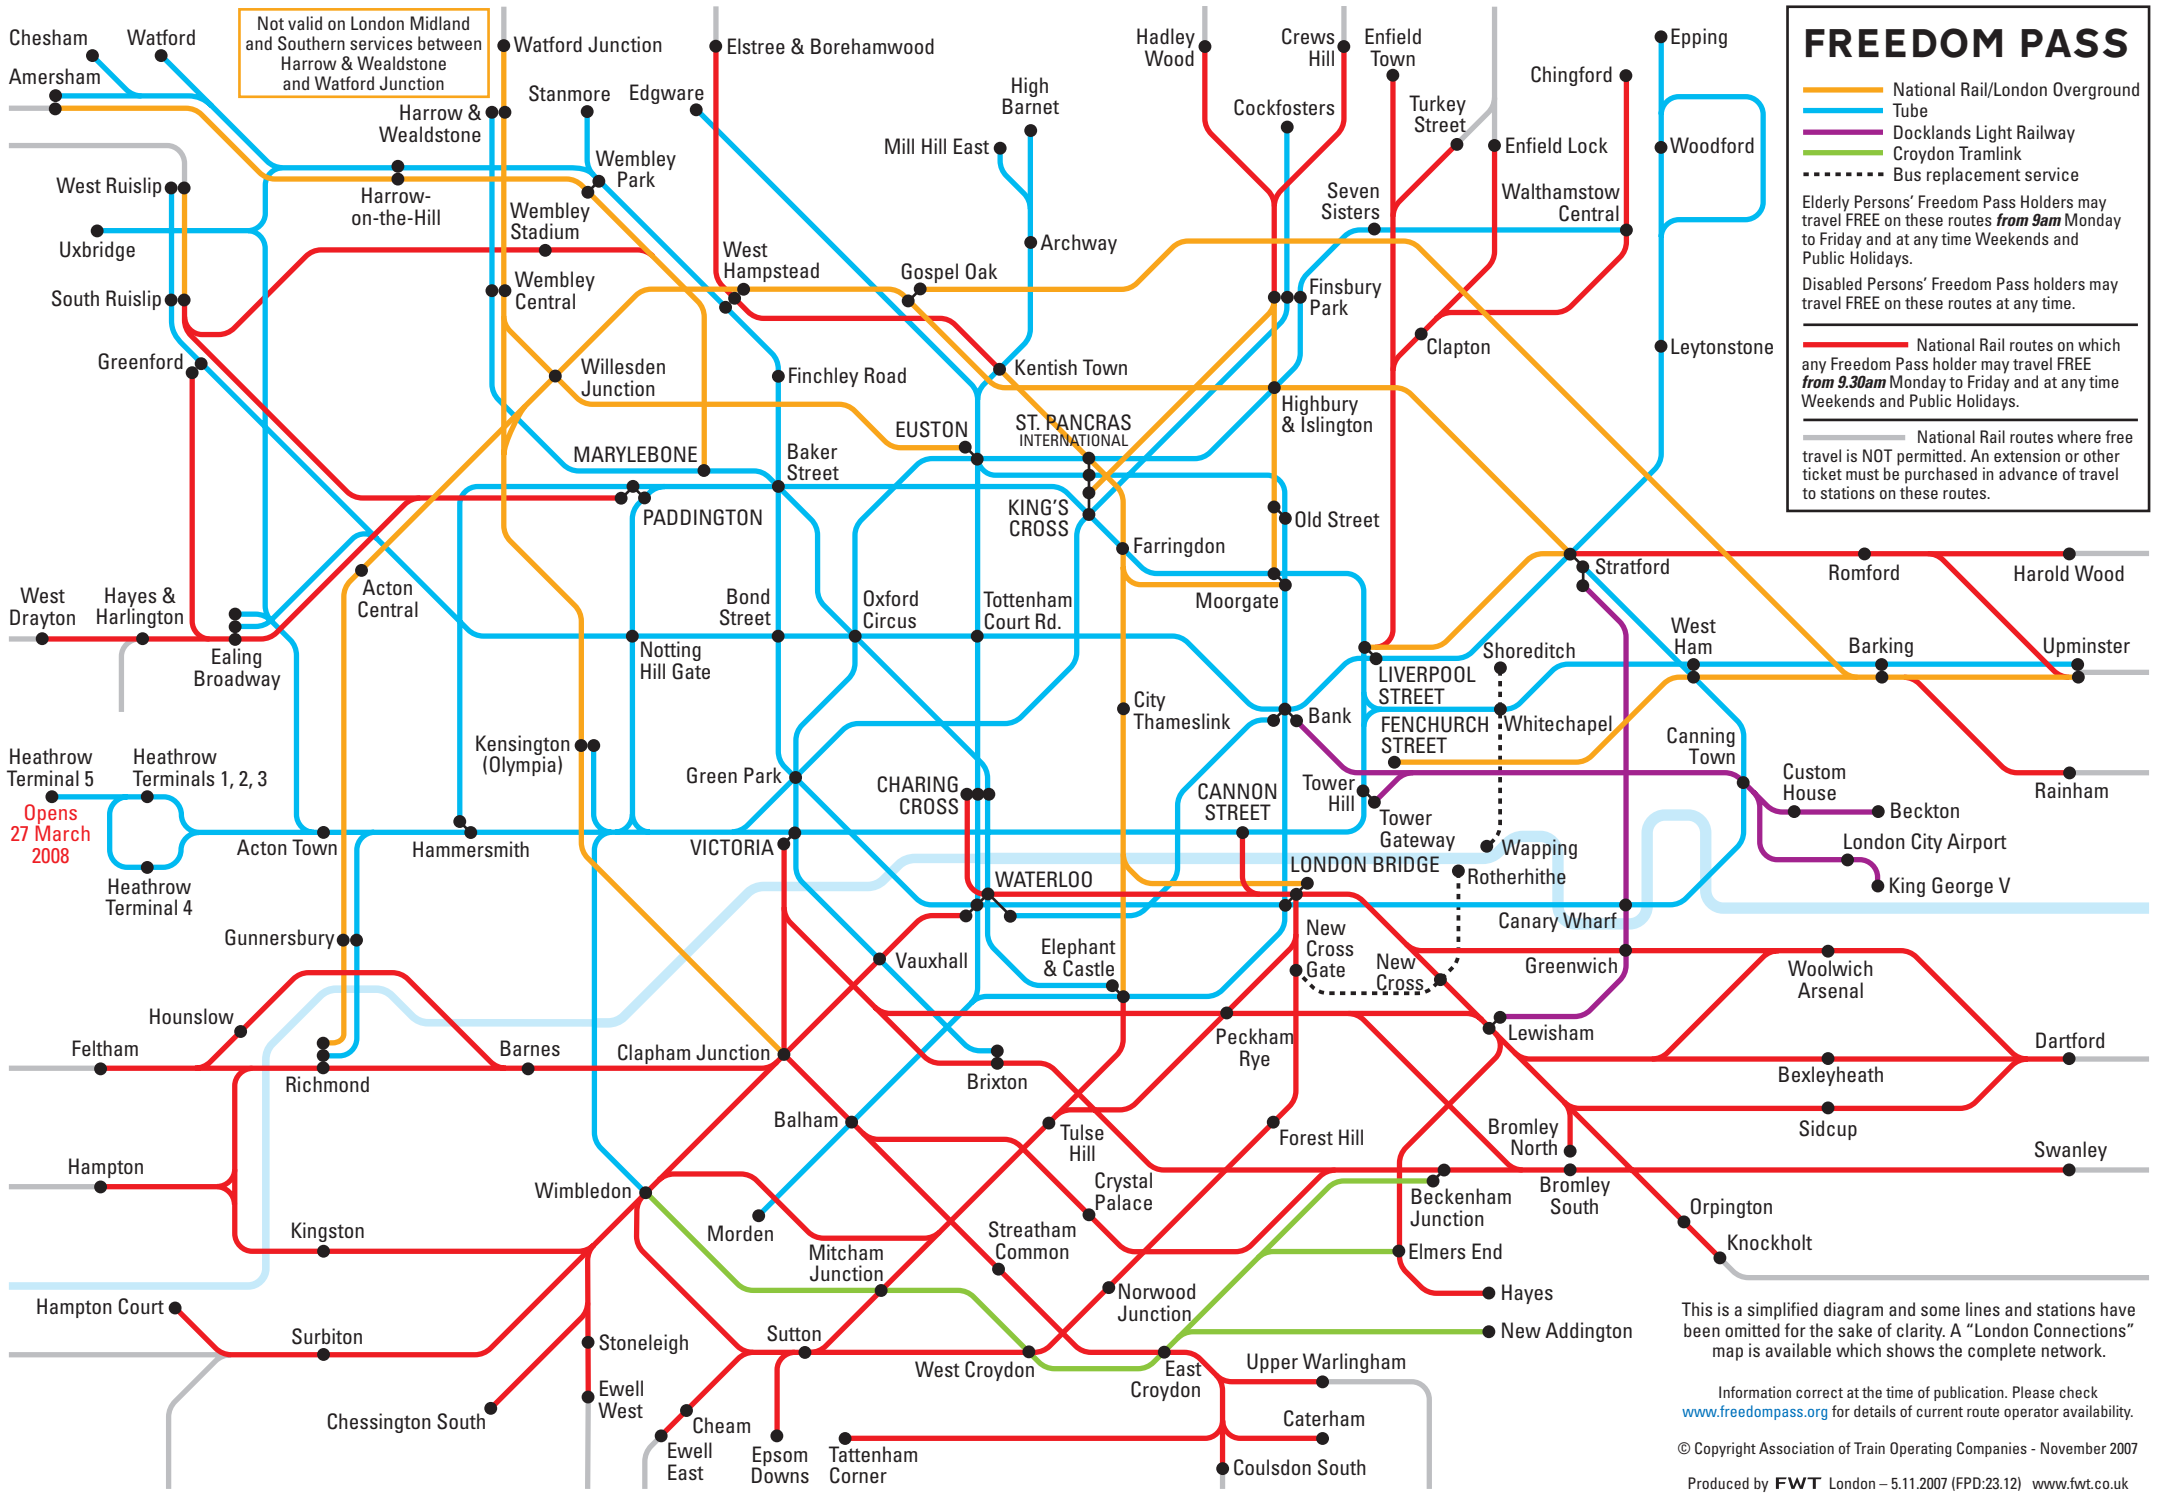 Not valid on London Midland
and Southern services between
Harrow & Wealdstone
and Watford Junction
Chesham
Watford
Amersham
Watford Junction
Elstree & Borehamwood
Hadley
Wood
Crews
Hill
Enfield
Town
Epping
Chingford
Harrow &
Wealdstone
Stanmore
Edgware
High
Barnet
Cockfosters
Turkey
Street
Mill Hill East
Enfield Lock
Woodford
West Ruislip
Harrow-
on-the-Hill
Wembley
Park
Wembley
Stadium
Seven
Sisters
Walthamstow
Central
Uxbridge
Archway
West
Hampstead
Gospel Oak
South Ruislip
Wembley
Central
Finsbury
Park
Greenford
Clapton
Leytonstone
Willesden
Junction
Finchley Road
Kentish Town
Highbury
& Islington
EUSTON
ST. PANCRAS
INTERNATIONAL
MARYLEBONE
Baker
Street
PADDINGTON
KING'S
CROSS
Old Street
Farringdon
Stratford
Romford
Harold Wood
West
Drayton
Hayes &
Harlington
Acton
Central
Bond
Street
Oxford
Circus
Tottenham
Court Rd.
Moorgate
Ealing
Broadway
Notting
Hill Gate
Shoreditch
West
Ham
Barking
Upminster
LIVERPOOL
STREET
City
Thameslink
Bank
FENCHURCH
STREET
Whitechapel
Canning
Town
Heathrow
Terminal 5
Opens
27 March
2008
Heathrow
Terminals 1, 2, 3
Kensington
(Olympia)
Green Park
CHARING
CROSS
CANNON
STREET
Tower
Hill
Tower
Gateway
Custom
House
Rainham
Beckton
Acton Town
Hammersmith
VICTORIA
Wapping
London City Airport
Heathrow
Terminal 4
WATERLOO
LONDON BRIDGE
Rotherhithe
King George V
Canary Wharf
Gunnersbury
Vauxhall
Elephant
& Castle
New
Cross
Gate
New
Cross
Greenwich
Woolwich
Arsenal
Hounslow
Feltham
Richmond
Barnes
Clapham Junction
Brixton
Peckham
Rye
Lewisham
Bexleyheath
Dartford
Balham
Tulse
Hill
Forest Hill
Bromley
North
Sidcup
Hampton
Wimbledon
Crystal
Palace
Beckenham
Junction
Bromley
South
Swanley
Kingston
Morden
Mitcham
Junction
Streatham
Common
Orpington
Elmers End
Knockholt
Hampton Court
Norwood
Junction
Hayes
Surbiton
Stoneleigh
Sutton
West Croydon
East
Croydon
New Addington
Upper Warlingham
Ewell
West
Chessington South
Cheam
Ewell
East
Epsom
Downs
Tattenham
Corner
Caterham
Coulsdon South
FREEDOM PASS
National Rail/London Overground
Tube
Docklands Light Railway
Croydon Tramlink
Bus replacement service
Elderly Persons' Freedom Pass Holders may
travel FREE on these routes from 9am Monday
to Friday and at any time Weekends and
Public Holidays.
Disabled Persons' Freedom Pass holders may
travel FREE on these routes at any time.
National Rail routes on which
any Freedom Pass holder may travel FREE
from 9.30am Monday to Friday and at any time
Weekends and Public Holidays.
National Rail routes where free
travel is NOT permitted. An extension or other
ticket must be purchased in advance of travel
to stations on these routes.
This is a simplified diagram and some lines and stations have
been omitted for the sake of clarity. A “London Connections”
map is available which shows the complete network.
Information correct at the time of publication. Please check
www.freedompass.org for details of current route operator availability.
© Copyright Association of Train Operating Companies - November 2007
Produced by FWT London – 5.11.2007 (FPD:23.12) www.fwt.co.uk